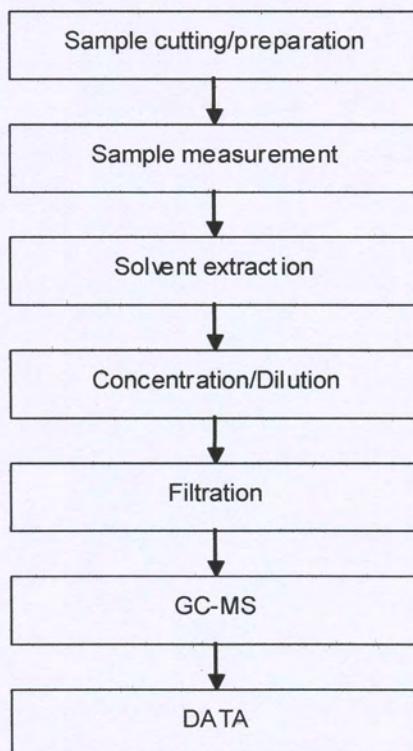 Sample cutting/preparation
Sample measurement
Solvent extraction
Concentration/Dilution
Filtration
GC-MS
DATA